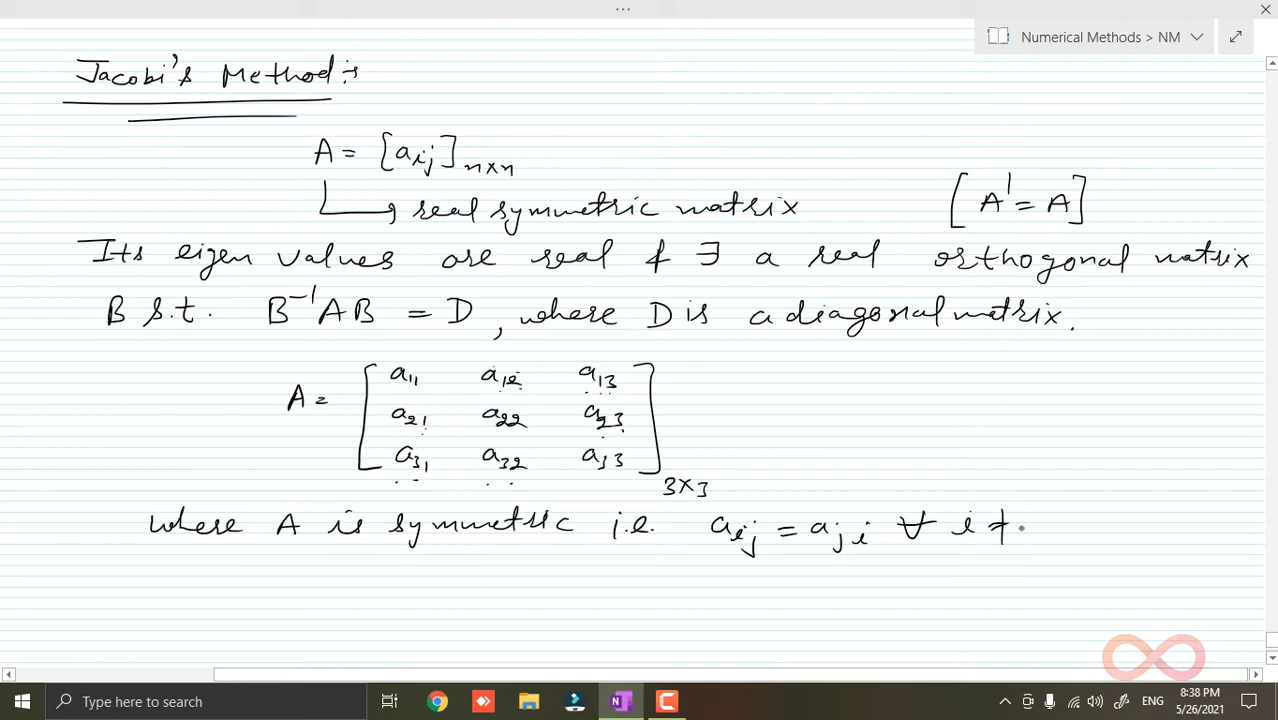 ...
Numerical Methods > NM
Jacobi's Method :-
A = [aij]n×n
real symmetric matrix [A' = A]
Its eigen values are real & ∃ a real orthogonal matrix
B s.t. B⁻¹AB = D, where D is a diagonal matrix.
A = [ a11 a12 a13
a21 a22 a23
a31 a32 a33 ]3×3
where A is symmetric i.e. aij = aji ∀ i ≠
Type here to search
ENG
8:38 PM
5/26/2021